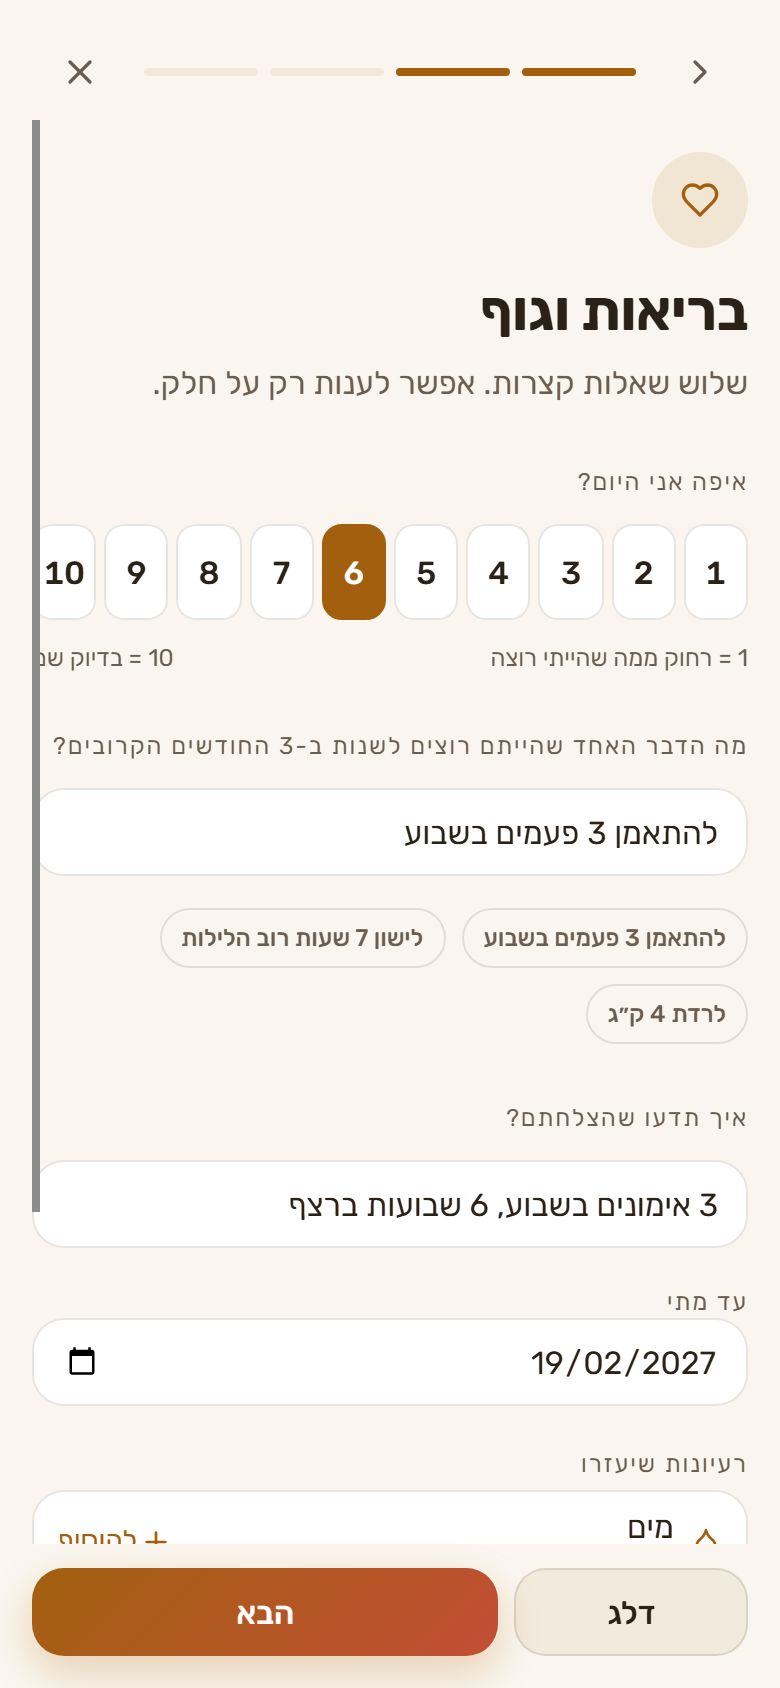 בריאות וגוף
שלוש שאלות קצרות. אפשר לענות רק על חלק.
איפה אני היום?
1 2 3 4 5 6 7 8 9 10
1 = רחוק ממה שהייתי רוצה
10 = בדיוק
מה הדבר האחד שהייתם רוצים לשנות ב-3 החודשים הקרובים?
להתאמן 3 פעמים בשבוע
להתאמן 3 פעמים בשבוע
לישון 7 שעות רוב הלילות
לרדת 4 ק״ג
איך תדעו שהצלחתם?
3 אימונים בשבוע, 6 שבועות ברצף
עד מתי
19/02/2027
רעיונות שיעזרו
מים
+ להוסיף
דלג
הבא